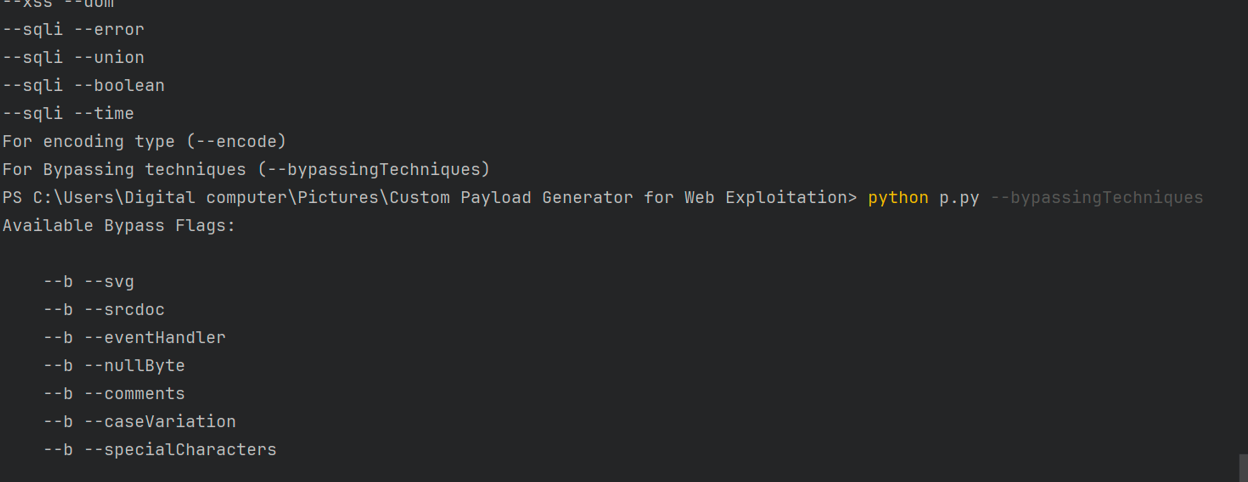 --xss --dom
--sqli --error
--sqli --union
--sqli --boolean
--sqli --time
For encoding type (--encode)
For Bypassing techniques (--bypassingTechniques)
PS C:\Users\Digital computer\Pictures\Custom Payload Generator for Web Exploitation> python p.py --bypassingTechniques
Available Bypass Flags:
--b --svg
--b --srcdoc
--b --eventHandler
--b --nullByte
--b --comments
--b --caseVariation
--b --specialCharacters